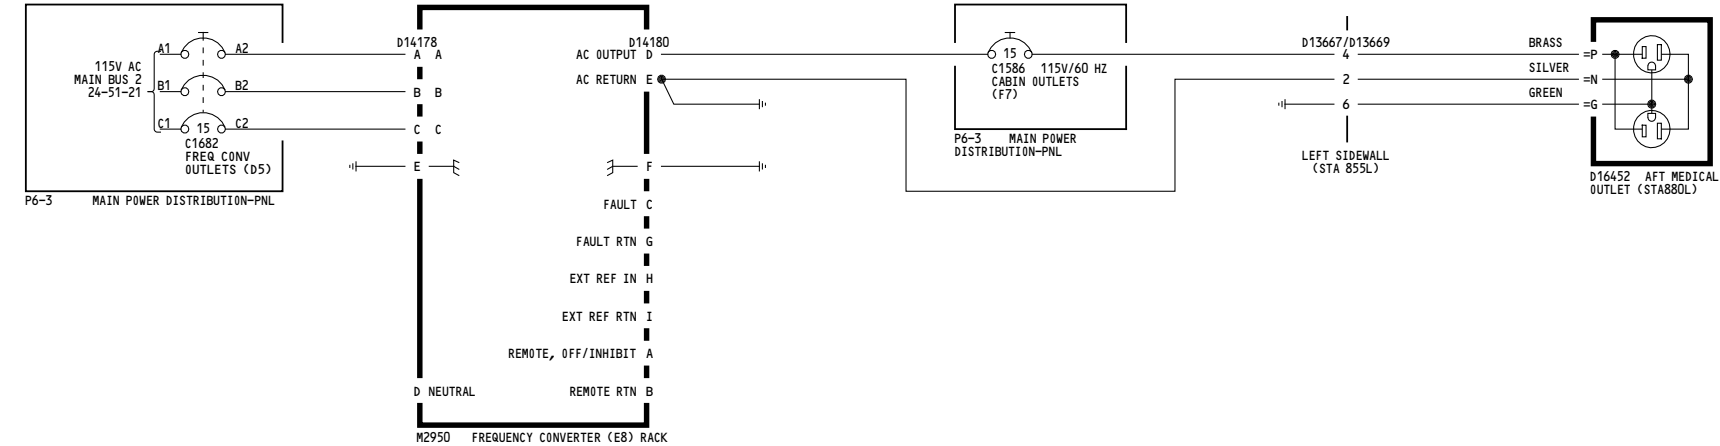 115V AC
MAIN BUS 2
24-51-21
A1 A2
B1 B2
C1 15 C2
C1682
FREQ CONV
OUTLETS (D5)
P6-3 MAIN POWER DISTRIBUTION-PNL
D14178
A A
B B
C C
E
D NEUTRAL
D14180
AC OUTPUT D
AC RETURN E
F
FAULT C
FAULT RTN G
EXT REF IN H
EXT REF RTN I
REMOTE, OFF/INHIBIT A
REMOTE RTN B
M2950 FREQUENCY CONVERTER (E8) RACK
15
C1586 115V/60 HZ
CABIN OUTLETS
(F7)
P6-3 MAIN POWER
DISTRIBUTION-PNL
D13667/D13669
4
2
6
LEFT SIDEWALL
(STA 855L)
BRASS =P
SILVER =N
GREEN =G
D16452 AFT MEDICAL
OUTLET (STA880L)